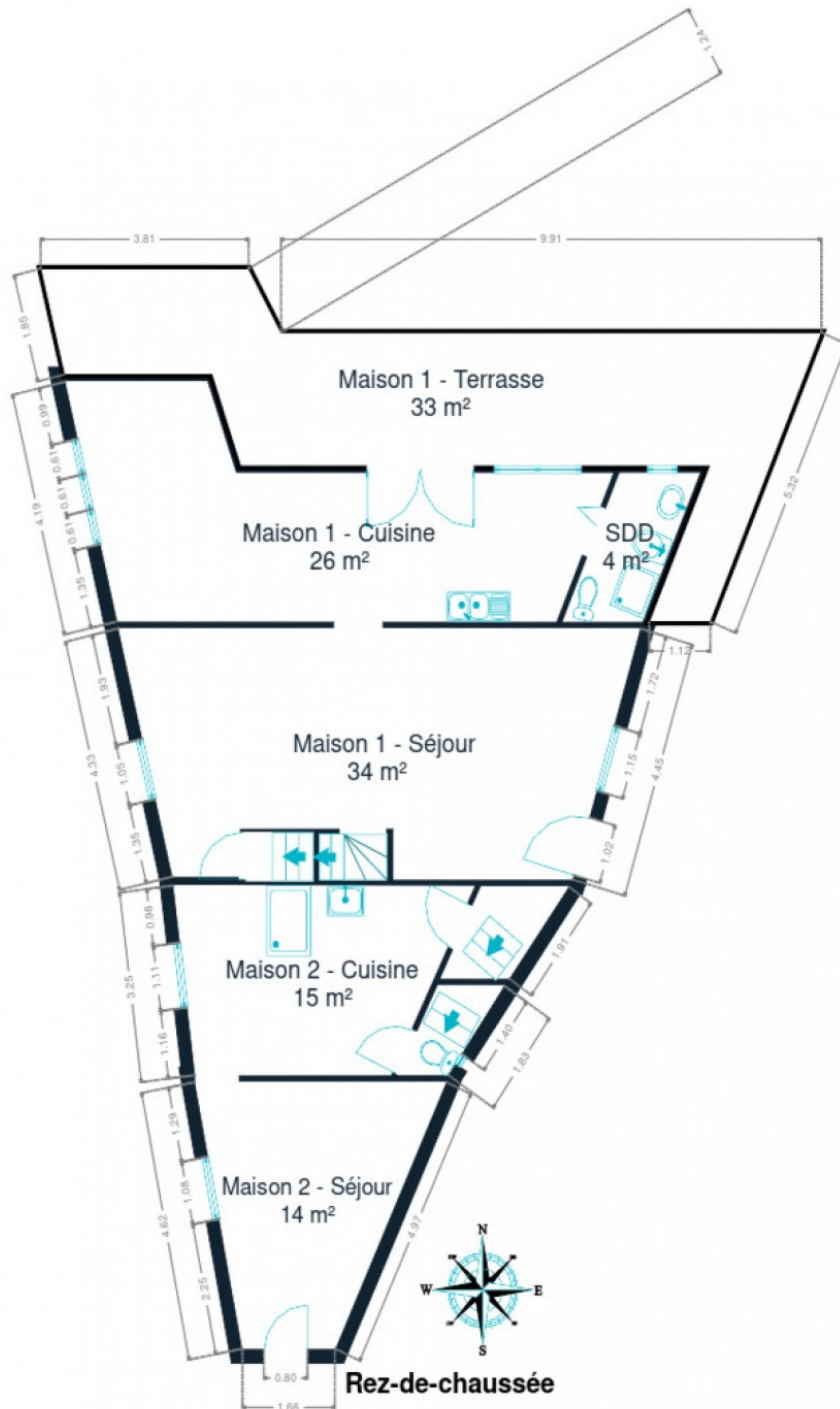 1.24
3.81
9.91
1.85
Maison 1 - Terrasse
33 m²
0.99
0.61
0.61
0.61
1.35
4.19
5.32
Maison 1 - Cuisine
26 m²
SDD
4 m²
1.12
1.93
1.05
1.35
4.33
Maison 1 - Séjour
34 m²
1.72
1.15
1.02
4.45
0.98
1.11
1.16
3.25
Maison 2 - Cuisine
15 m²
1.91
1.40
1.83
1.29
1.08
2.25
4.62
Maison 2 - Séjour
14 m²
4.97
N
W
E
S
0.80
1.66
Rez-de-chaussée